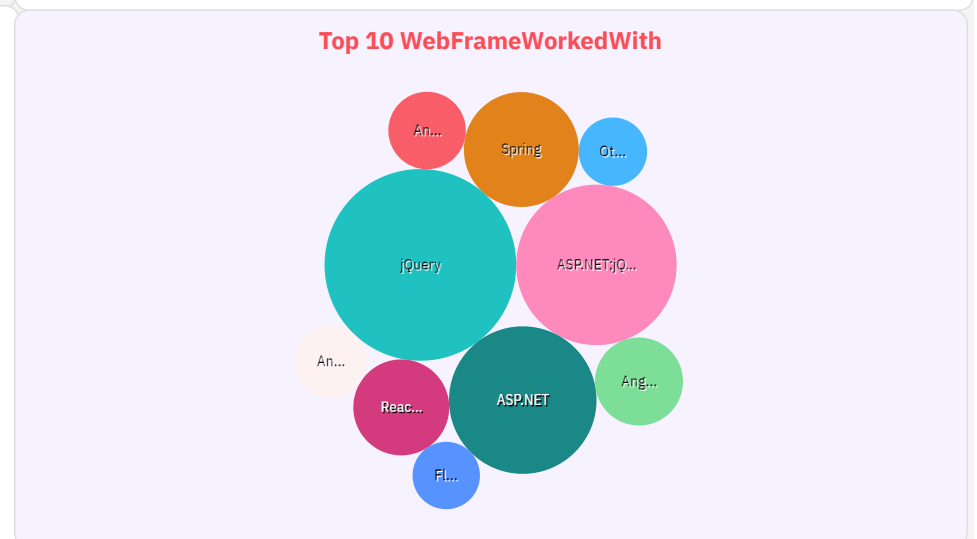 Top 10 WebFrameWorkedWith
An...
Spring
Ot...
jQuery
ASP.NET:jQ...
An...
Ang...
Reac...
ASP.NET
Fl...